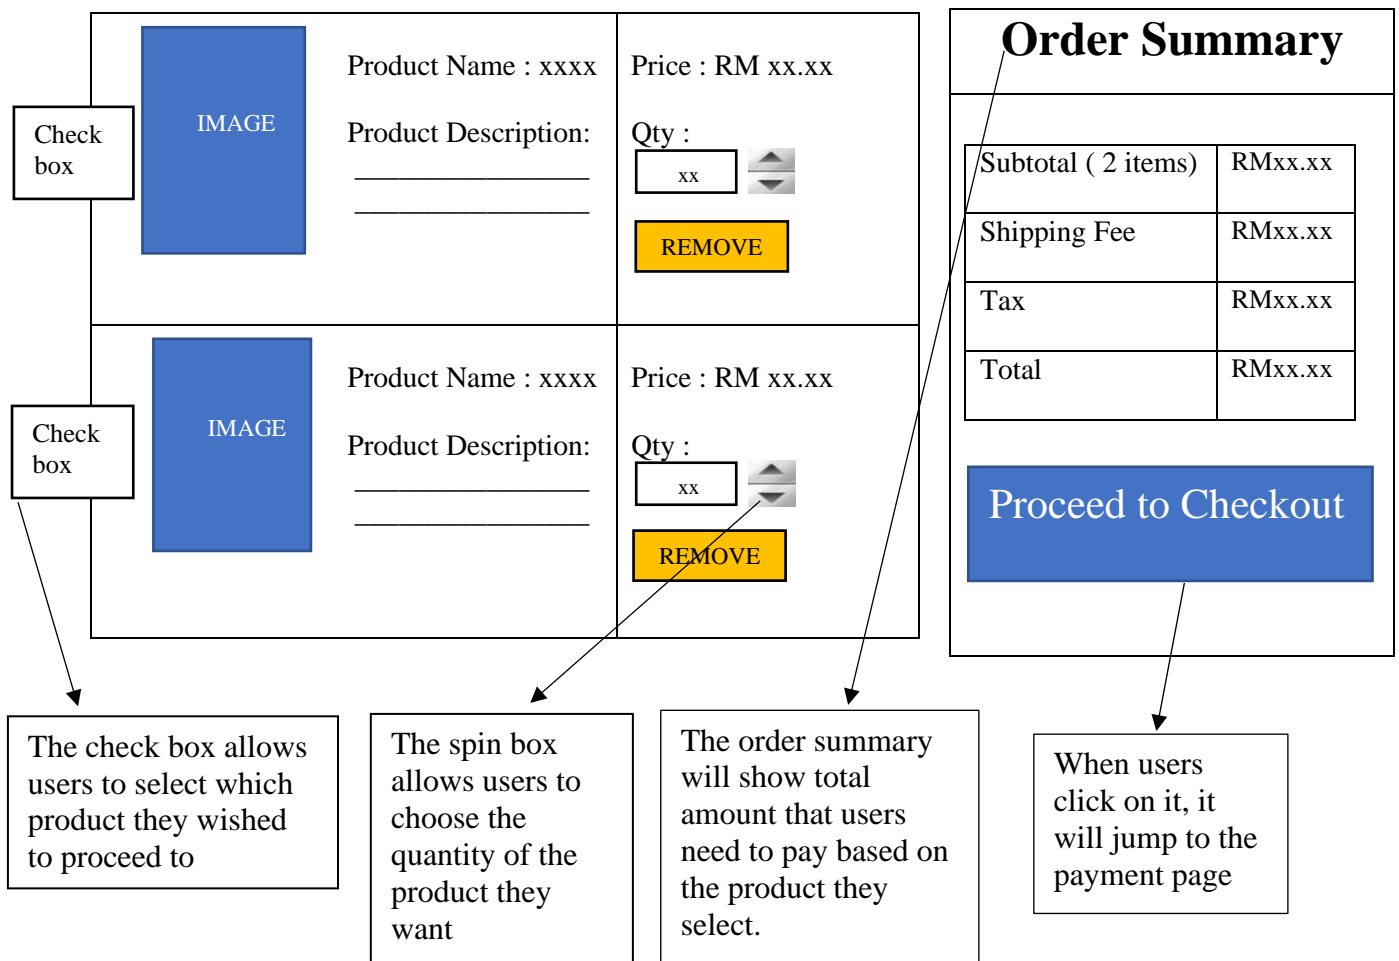 Check
box
IMAGE
Product Name : xxxx
Product Description:
________________
________________
Price : RM xx.xx
Qty :
xx
REMOVE
Check
box
IMAGE
Product Name : xxxx
Product Description:
________________
________________
Price : RM xx.xx
Qty :
xx
REMOVE
Order Summary
Subtotal ( 2 items) RMxx.xx
Shipping Fee RMxx.xx
Tax RMxx.xx
Total RMxx.xx
Proceed to Checkout
The check box allows
users to select which
product they wished
to proceed to
The spin box
allows users to
choose the
quantity of the
product they
want
The order summary
will show total
amount that users
need to pay based on
the product they
select.
When users
click on it, it
will jump to the
payment page